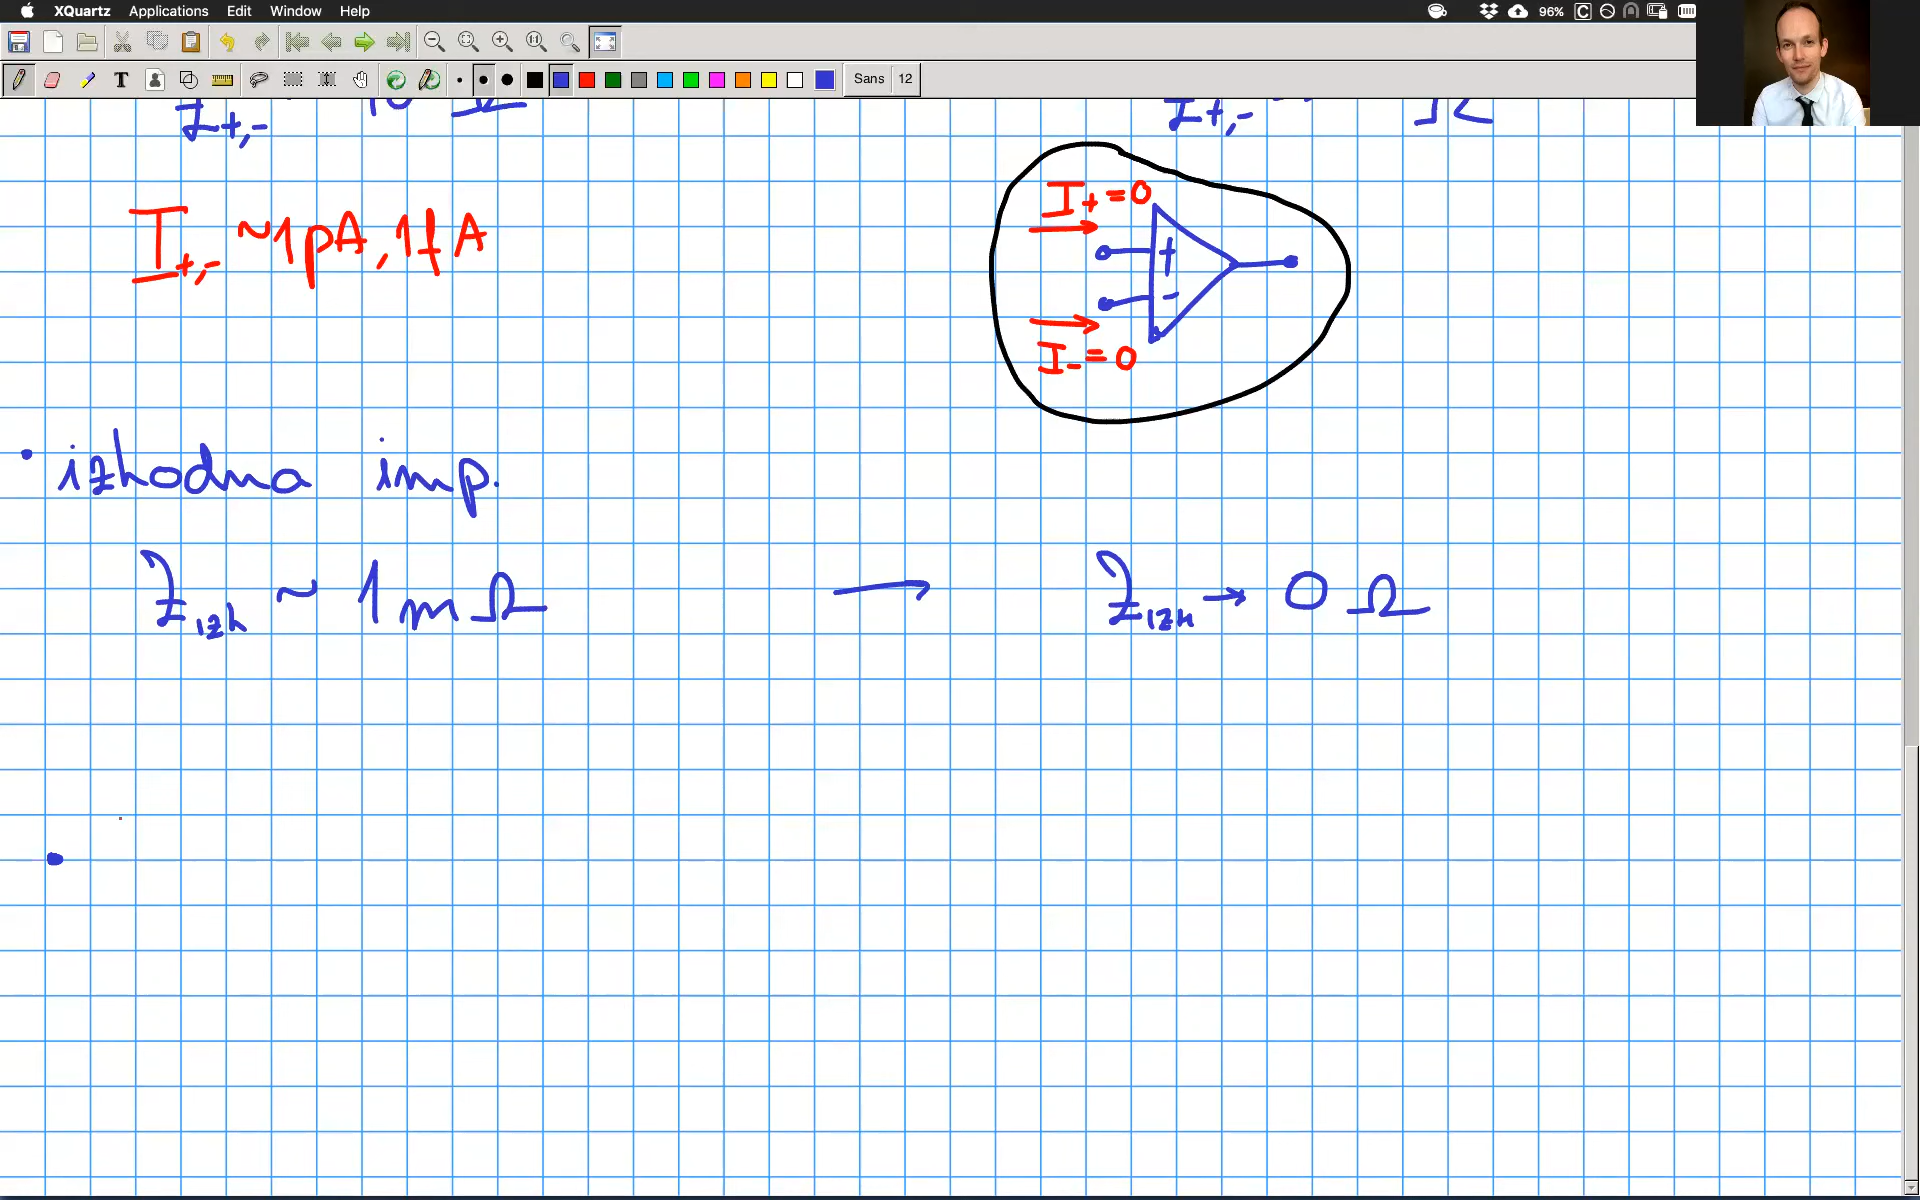 XQuartz Applications Edit Window Help 96%
Sans 12
Z+,-
Z+,-
I+,- ~1pA, 1fA
I+=0
+
-
I-=0
• izhodna imp.
Zizh ~ 1 mΩ → Zizh → 0 Ω
•